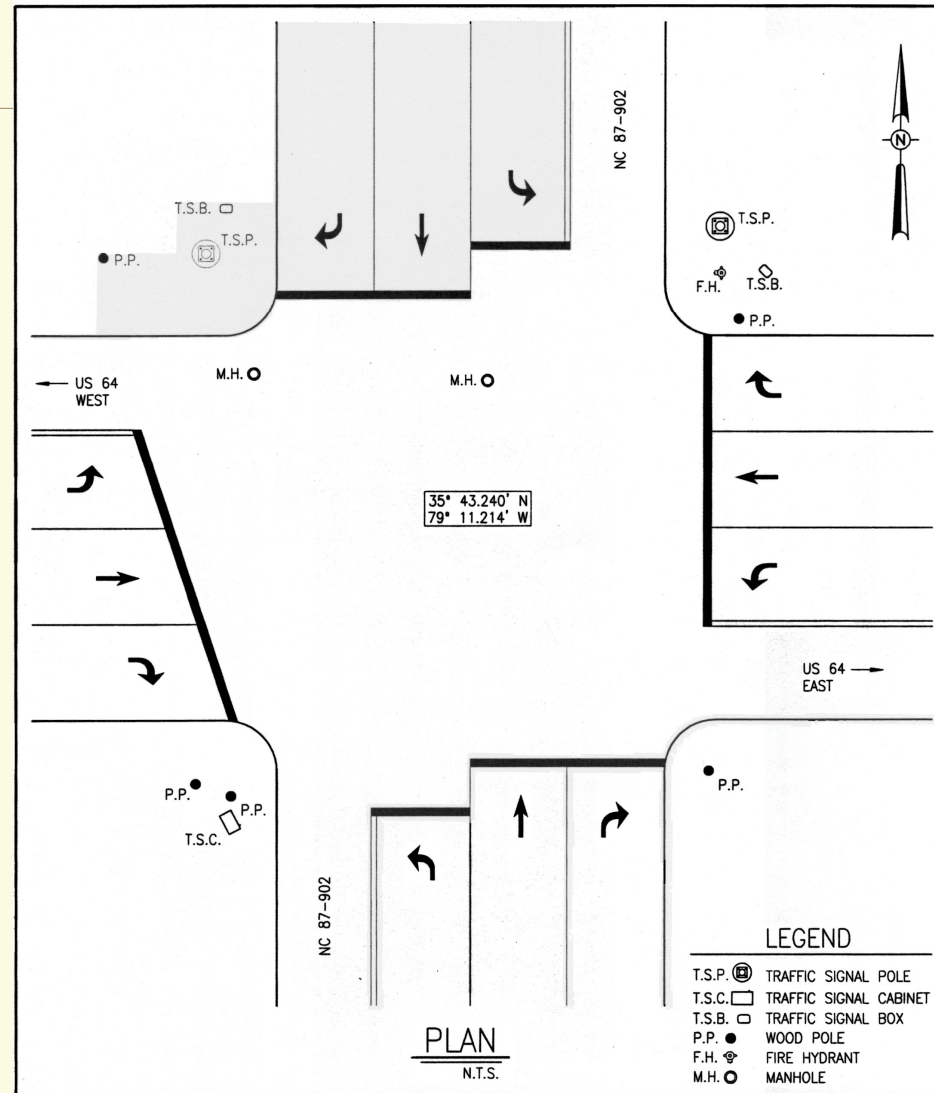 NC 87-902
N
T.S.B.
T.S.P.
P.P.
T.S.P.
F.H.
T.S.B.
P.P.
M.H.
M.H.
US 64
WEST
35° 43.240' N
79° 11.214' W
US 64
EAST
P.P.
P.P.
T.S.C.
P.P.
NC 87-902
LEGEND
T.S.P. TRAFFIC SIGNAL POLE
T.S.C. TRAFFIC SIGNAL CABINET
T.S.B. TRAFFIC SIGNAL BOX
P.P. WOOD POLE
F.H. FIRE HYDRANT
M.H. MANHOLE
PLAN
N.T.S.